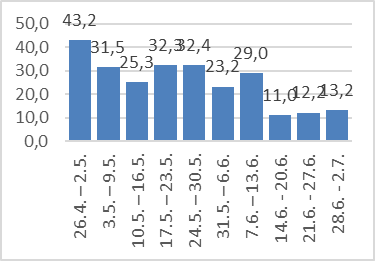 50,0
40,0
30,0
20,0
10,0
0,0
43,2
31,5
25,3
32,3
32,4
23,2
29,0
11,0
12,2
13,2
26.4. – 2.5.
3.5. – 9.5.
10.5. – 16.5.
17.5. – 23.5.
24.5. – 30.5.
31.5. – 6.6.
7.6. – 13.6.
14.6. - 20.6.
21.6. - 27.6.
28.6. - 2.7.